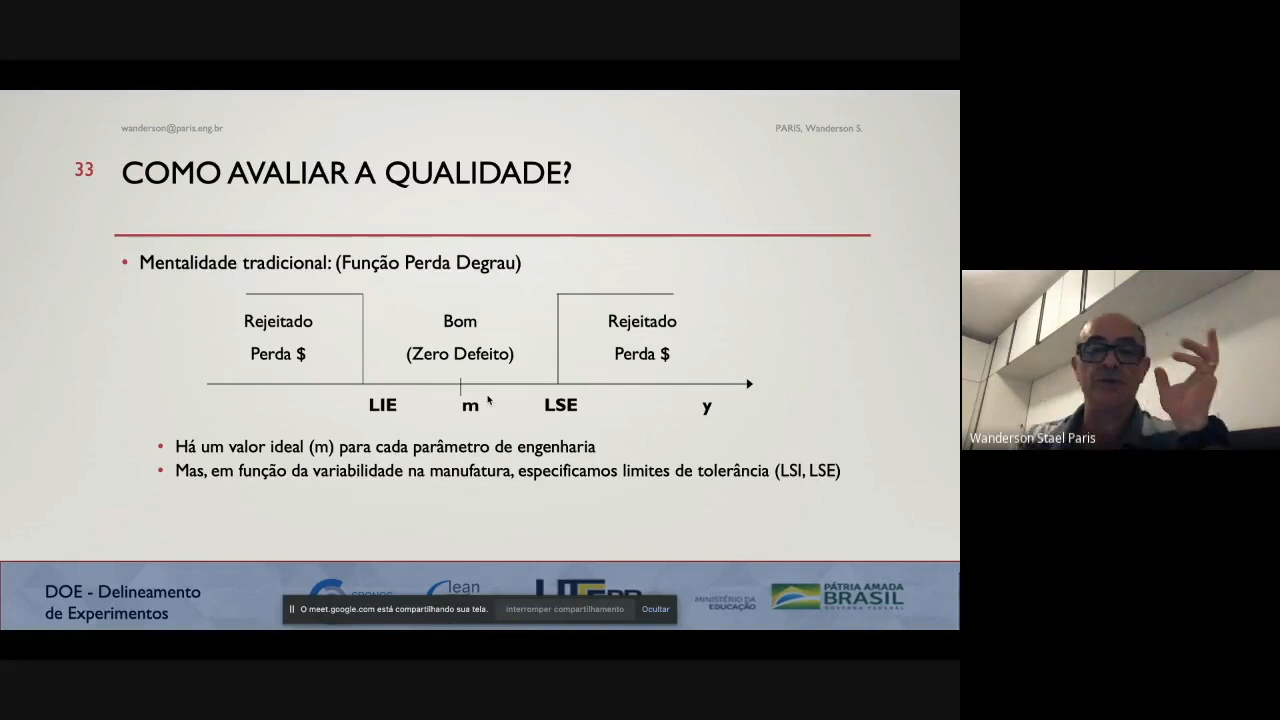 wanderson@paris.eng.br
PARIS, Wanderson S.
33
COMO AVALIAR A QUALIDADE?
• Mentalidade tradicional: (Função Perda Degrau)
Rejeitado Bom Rejeitado
Perda $ (Zero Defeito) Perda $
LIE m LSE y
• Há um valor ideal (m) para cada parâmetro de engenharia
• Mas, em função da variabilidade na manufatura, especificamos limites de tolerância (LSI, LSE)
Wanderson Stael Paris
DOE - Delineamento
de Experimentos
lean
MINISTÉRIO DA
EDUCAÇÃO
PÁTRIA AMADA
BRASIL
GOVERNO FEDERAL
O meet.google.com está compartilhando sua tela.
Interromper compartilhamento
Ocultar